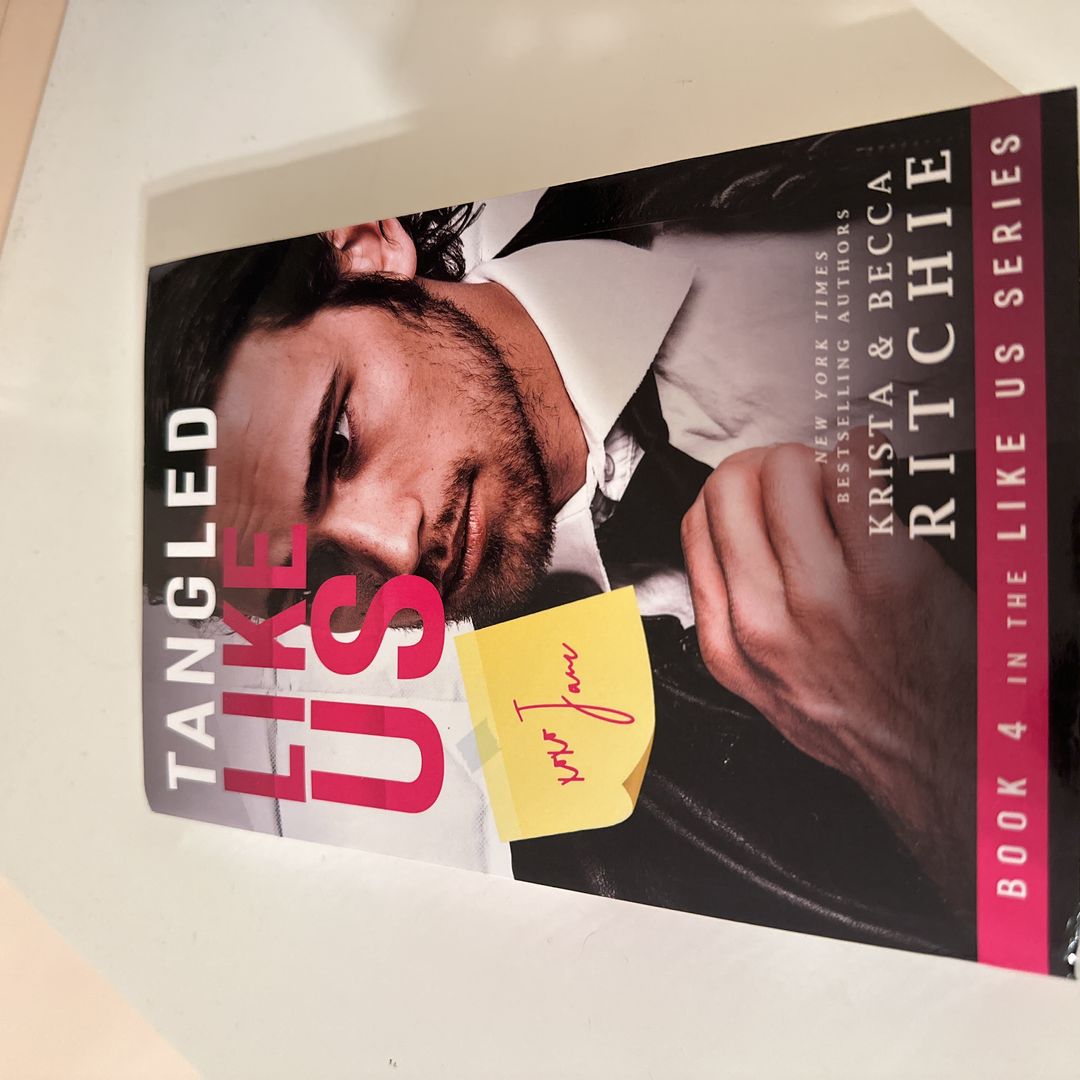 TANGLED
LIKE
US
xoxo Jane
NEW YORK TIMES
BESTSELLING AUTHORS
KRISTA & BECCA
RITCHIE
BOOK 4 IN THE LIKE US SERIES